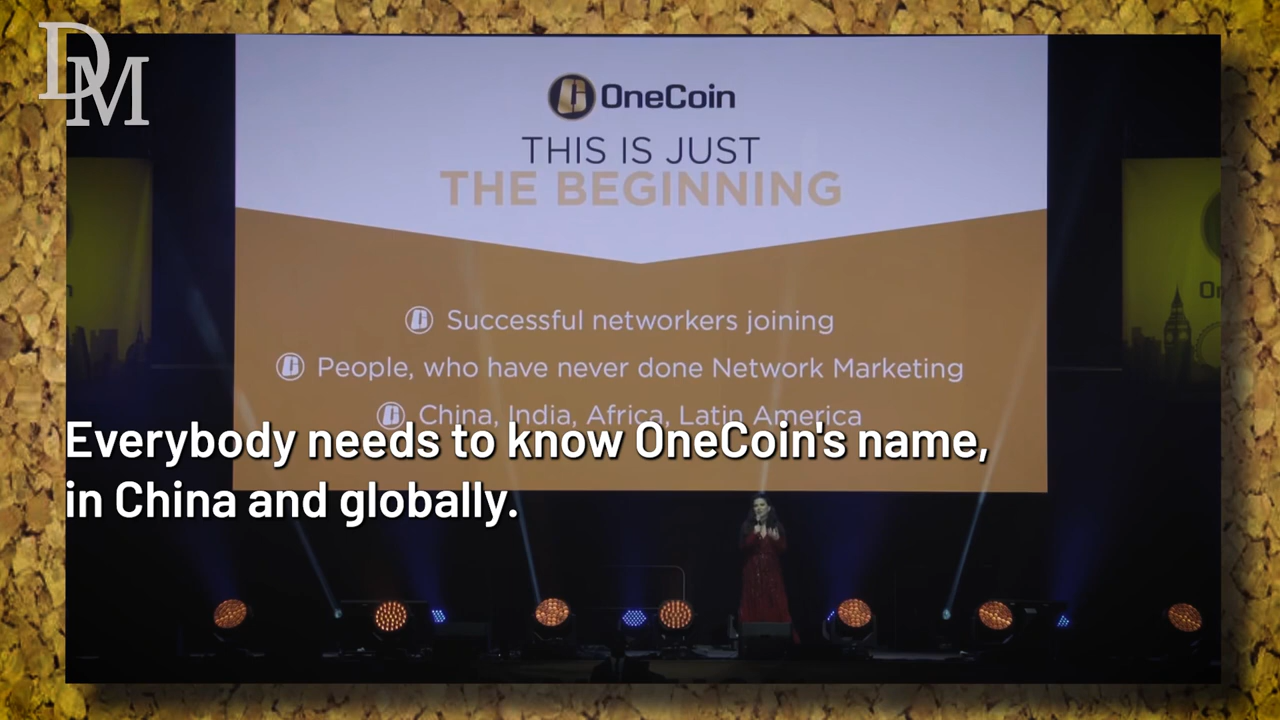 DM
OneCoin
THIS IS JUST
THE BEGINNING
Successful networkers joining
People, who have never done Network Marketing
China, India, Africa, Latin America
Everybody needs to know OneCoin's name,
in China and globally.